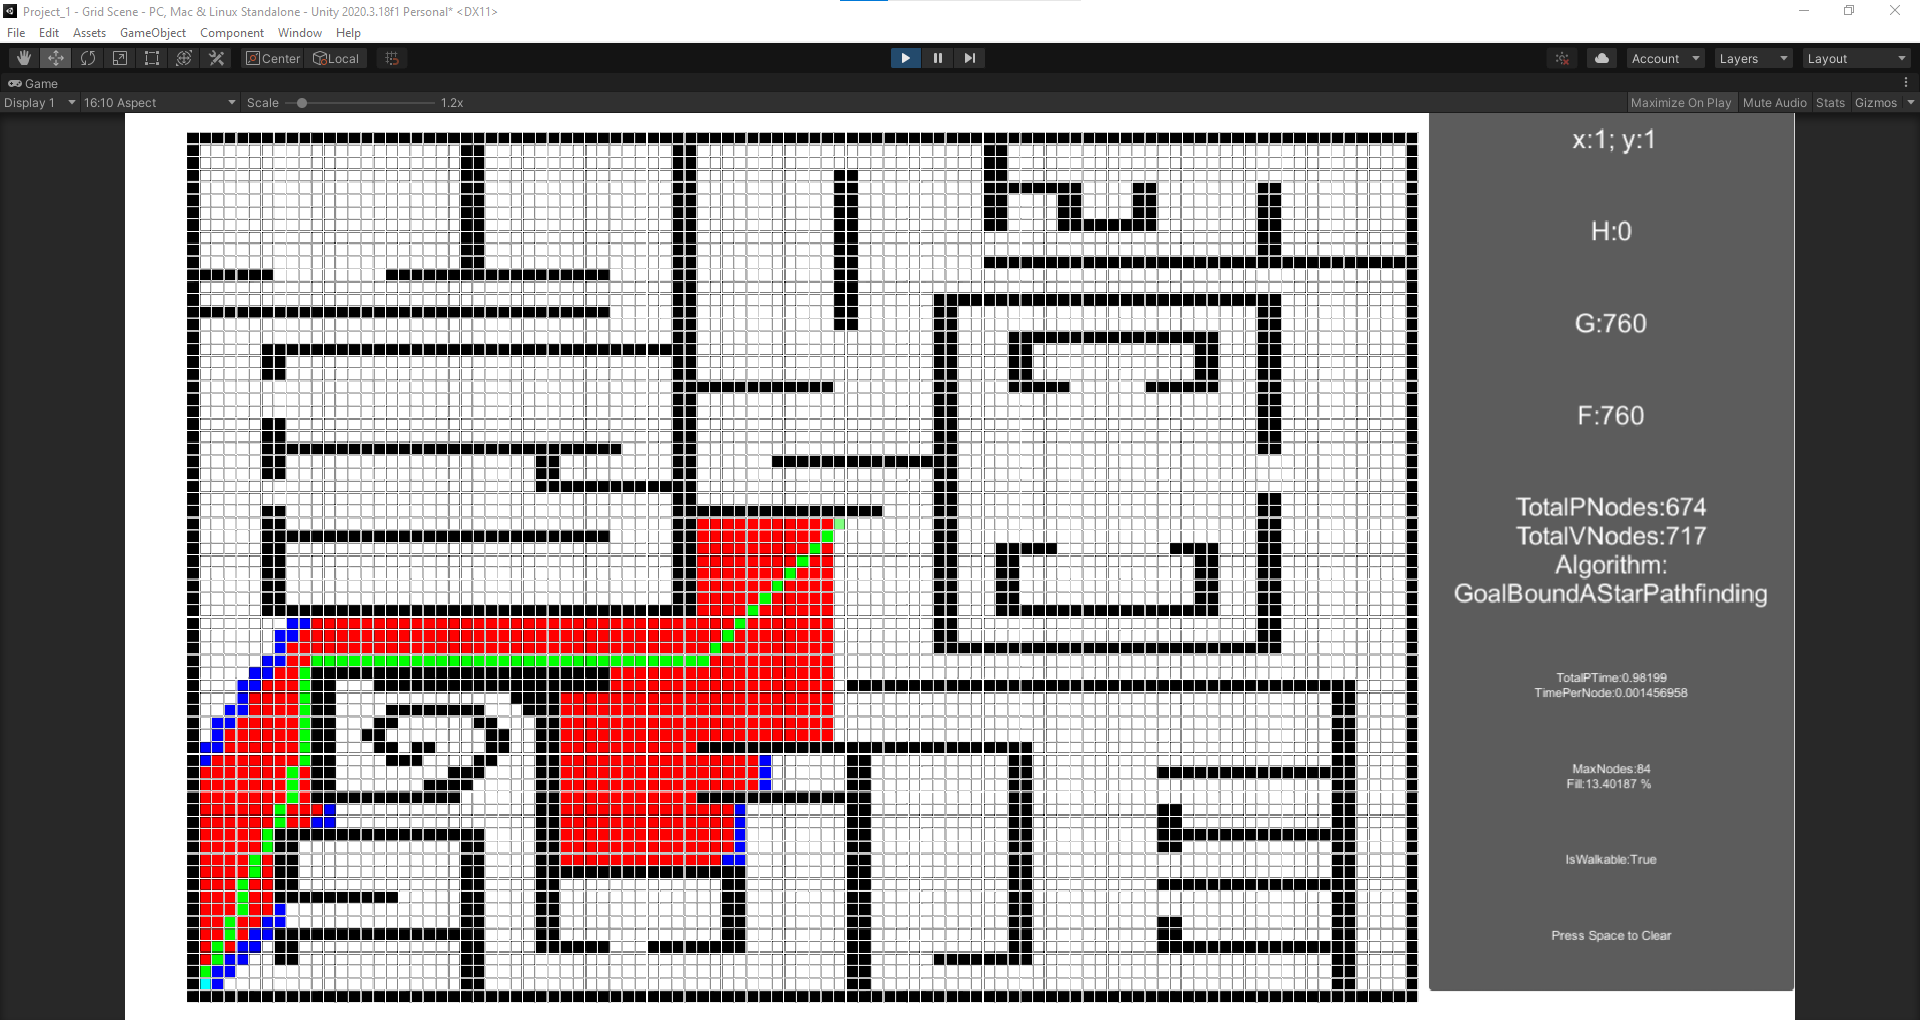 Project_1 - Grid Scene - PC, Mac & Linux Standalone - Unity 2020.3.18f1 Personal* <DX11>
File Edit Assets GameObject Component Window Help
Center Local Account Layers Layout
Game
Display 1 16:10 Aspect Scale 1.2x Maximize On Play Mute Audio Stats Gizmos
x:1; y:1
H:0
G:760
F:760
TotalPNodes:674
TotalVNodes:717
Algorithm:
GoalBoundAStarPathfinding
TotalPTime:0.98199
TimePerNode:0.001456958
MaxNodes:84
Fill:13.40187 %
IsWalkable:True
Press Space to Clear